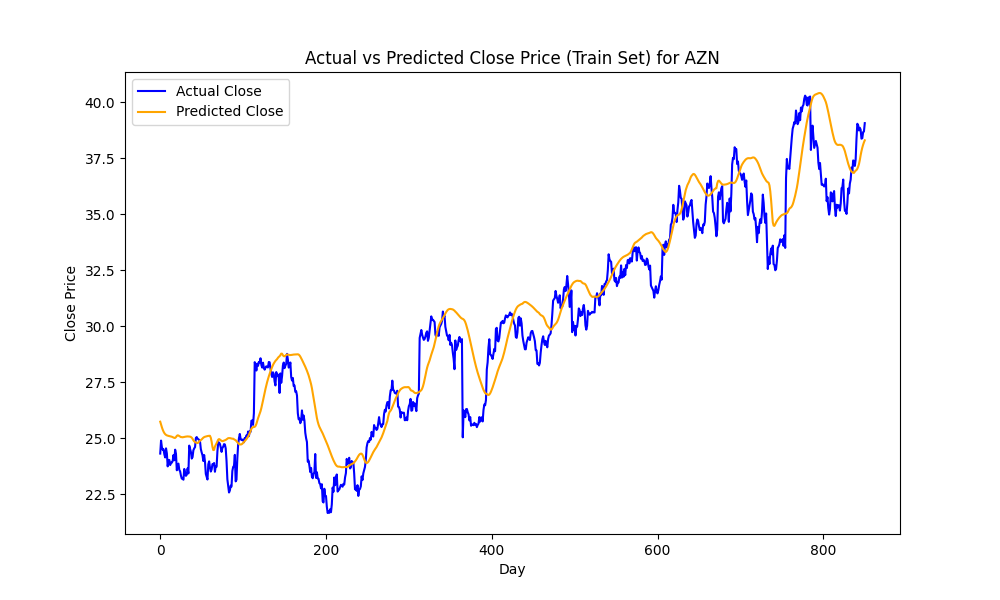 Actual vs Predicted Close Price (Train Set) for AZN
Actual Close
Predicted Close
40.0
37.5
35.0
32.5
30.0
27.5
25.0
22.5
Close Price
0
200
400
600
800
Day